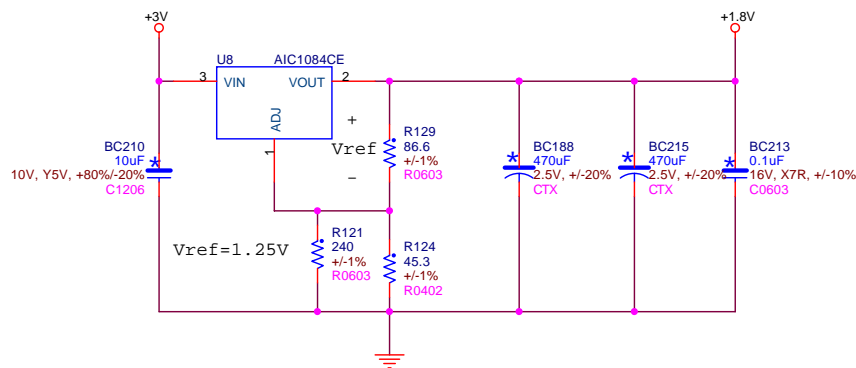 +3V
+1.8V
U8 AIC1084CE
3 VIN VOUT 2
ADJ
1
+
Vref
−
R129
86.6
+/-1%
R0603
BC210
10uF
10V, Y5V, +80%/-20%
C1206
*
BC188
470uF
2.5V, +/-20%
CTX
*
BC215
470uF
2.5V, +/-20%
CTX
*
BC213
0.1uF
16V, X7R, +/-10%
C0603
*
Vref=1.25V
R121
240
+/-1%
R0603
R124
45.3
+/-1%
R0402